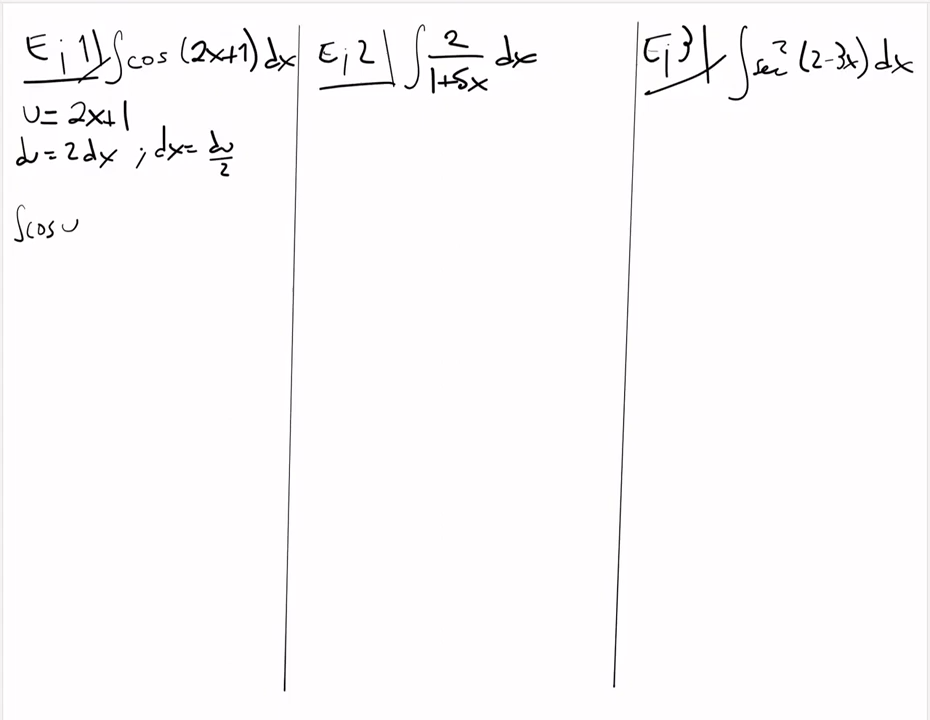 Ej 1) ∫cos (2x+1) dx
u = 2x+1
du = 2dx ; dx = du/2
∫cos u
Ej 2 ∫ 2/(1+5x) dx
Ej 3 ∫sec² (2-3x) dx